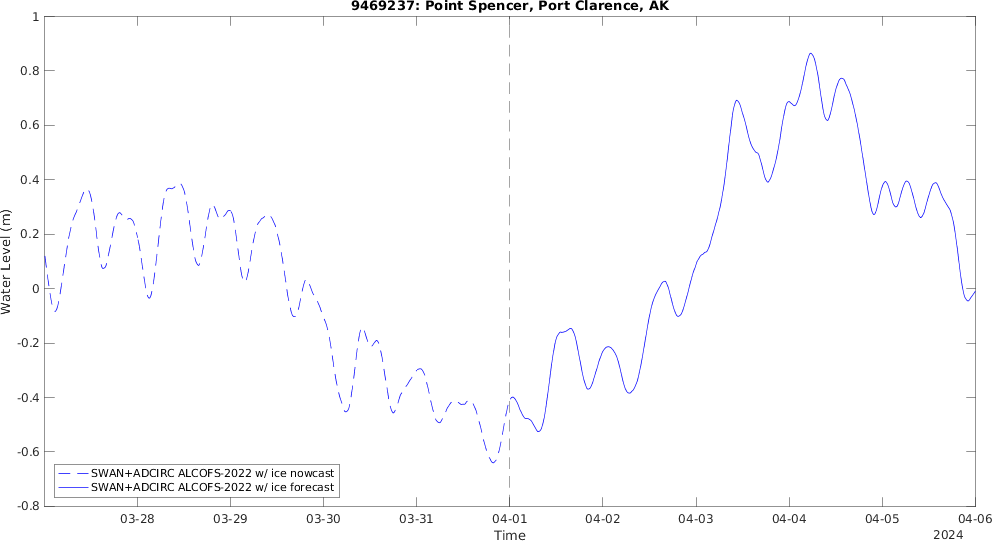 9469237: Point Spencer, Port Clarence, AK
1
0.8
0.6
0.4
0.2
0
-0.2
-0.4
-0.6
-0.8
Water Level (m)
SWAN+ADCIRC ALCOFS-2022 w/ ice nowcast
SWAN+ADCIRC ALCOFS-2022 w/ ice forecast
03-28 03-29 03-30 03-31 04-01 04-02 04-03 04-04 04-05 04-06
Time
2024